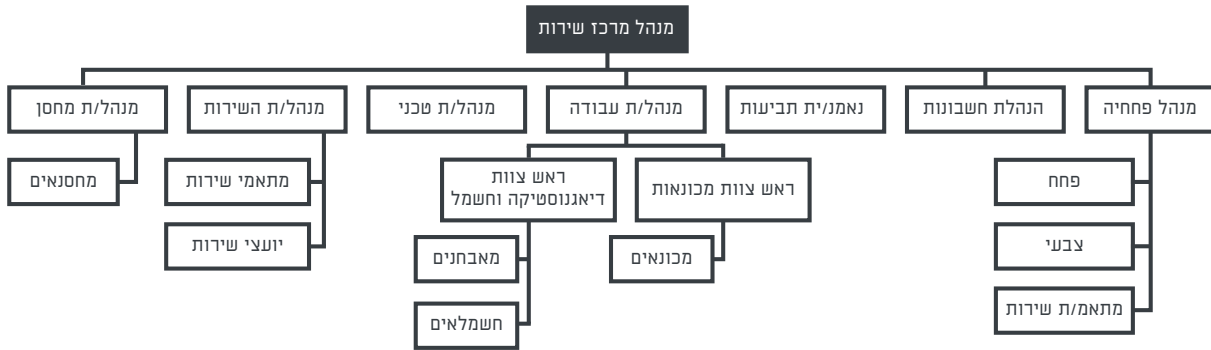 מנהל מרכז שירות
מנהל פחחיה
הנהלת חשבונות
נאמנ/ית תביעות
מנהל/ת עבודה
מנהל/ת טכני
מנהל/ת השירות
מנהל/ת מחסן
פחח
צבעי
מתאמ/ת שירות
ראש צוות מכונאות
מכונאים
ראש צוות
דיאגנוסטיקה וחשמל
מאבחנים
חשמלאים
מתאמי שירות
יועצי שירות
מחסנאים